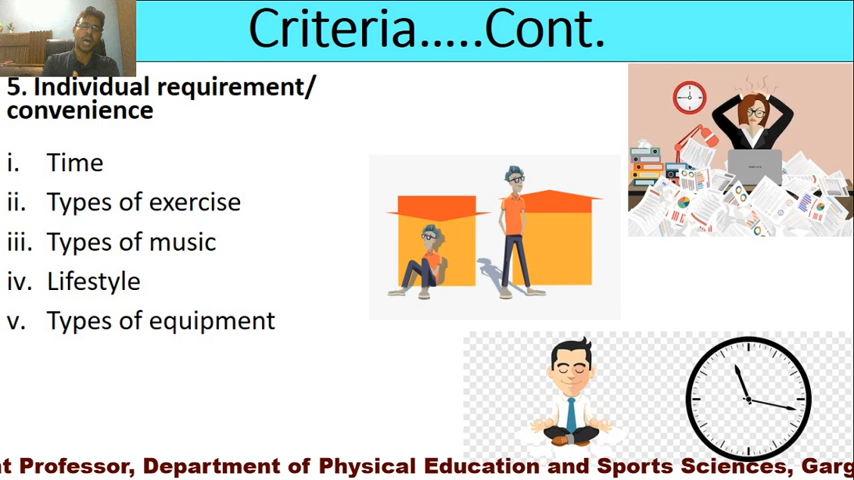 Criteria.....Cont.
5. Individual requirement/
convenience
i. Time
ii. Types of exercise
iii. Types of music
iv. Lifestyle
v. Types of equipment
Professor, Department of Physical Education and Sports Sciences,